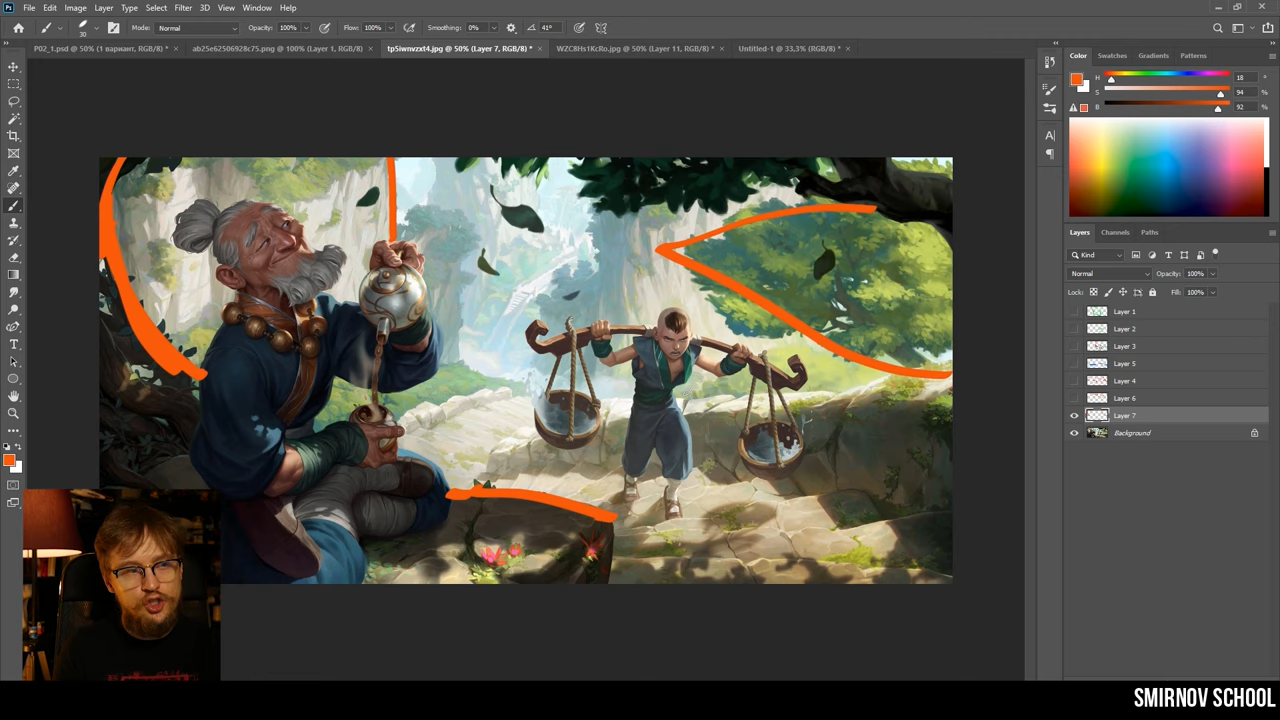 Ps File Edit Image Layer Type Select Filter 3D View Window Help
30 Mode: Normal Opacity: 100% Flow: 100% Smoothing: 0% 41°
P02_1.psd @ 50% (1 вариант, RGB/8) * × ab25e62506928c75.png @ 100% (Layer 1, RGB/8) × tp5iwnvzxt4.jpg @ 50% (Layer 7, RGB/8) * × WZC8Hs1KcRo.jpg @ 50% (Layer 11, RGB/8) * × Untitled-1 @ 33,3% (RGB/8) * ×
Color Swatches Gradients Patterns
H 18 °
S 94 %
B 92 %
Layers Channels Paths
Kind
Normal Opacity: 100%
Lock: Fill: 100%
Layer 1
Layer 2
Layer 3
Layer 5
Layer 4
Layer 6
Layer 7
Background
SMIRNOV SCHOOL